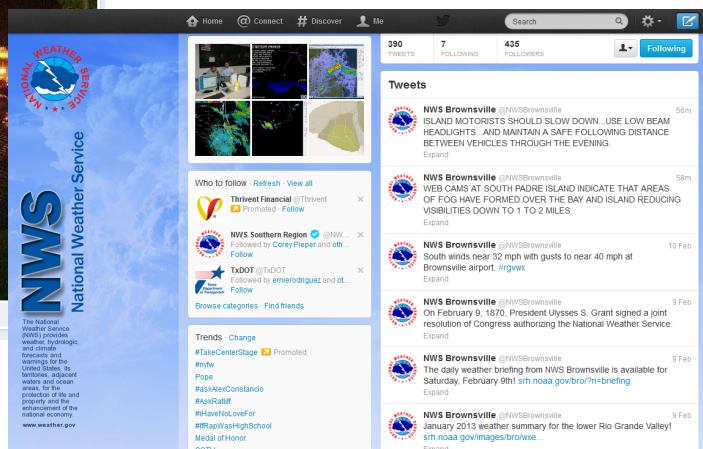 Home
@ Connect
# Discover
Me
Search
NATIONAL WEATHER SERVICE
NWS
National Weather Service
The National
Weather Service
(NWS) provides
weather, hydrologic,
and climate
forecasts and
warnings for the
United States, its
territories, adjacent
waters and ocean
areas, for the
protection of life and
property and the
enhancement of the
national economy.
www.weather.gov
Who to follow · Refresh · View all
Thrivent Financial @Thrivent
Promoted · Follow
NWS Southern Region @NW...
Followed by Corey Pieper and oth...
Follow
TxDOT @TxDOT
Followed by ernierodriguez and ot...
Follow
Browse categories · Find friends
Trends · Change
#TakeCenterStage Promoted
#nyfw
Pope
#askAlexConstancio
#AskRatliff
#iHaveNoLoveFor
#IfRapWasHighSchool
Medal of Honor
390
TWEETS
7
FOLLOWING
435
FOLLOWERS
Following
Tweets
NWS Brownsville @NWSBrownsville 56m
ISLAND MOTORISTS SHOULD SLOW DOWN...USE LOW BEAM
HEADLIGHTS...AND MAINTAIN A SAFE FOLLOWING DISTANCE
BETWEEN VEHICLES THROUGH THE EVENING.
Expand
NWS Brownsville @NWSBrownsville 58m
WEB CAMS AT SOUTH PADRE ISLAND INDICATE THAT AREAS
OF FOG HAVE FORMED OVER THE BAY AND ISLAND REDUCING
VISIBILITIES DOWN TO 1 TO 2 MILES.
Expand
NWS Brownsville @NWSBrownsville 10 Feb
South winds near 32 mph with gusts to near 40 mph at
Brownsville airport. #rgvwx
Expand
NWS Brownsville @NWSBrownsville 9 Feb
On February 9, 1870, President Ulysses S. Grant signed a joint
resolution of Congress authorizing the National Weather Service.
Expand
NWS Brownsville @NWSBrownsville 9 Feb
The daily weather briefing from NWS Brownsville is available for
Saturday, February 9th! srh.noaa.gov/bro/?n=briefing
Expand
NWS Brownsville @NWSBrownsville 9 Feb
January 2013 weather summary for the lower Rio Grande Valley!
srh.noaa.gov/images/bro/wxe...
Expand